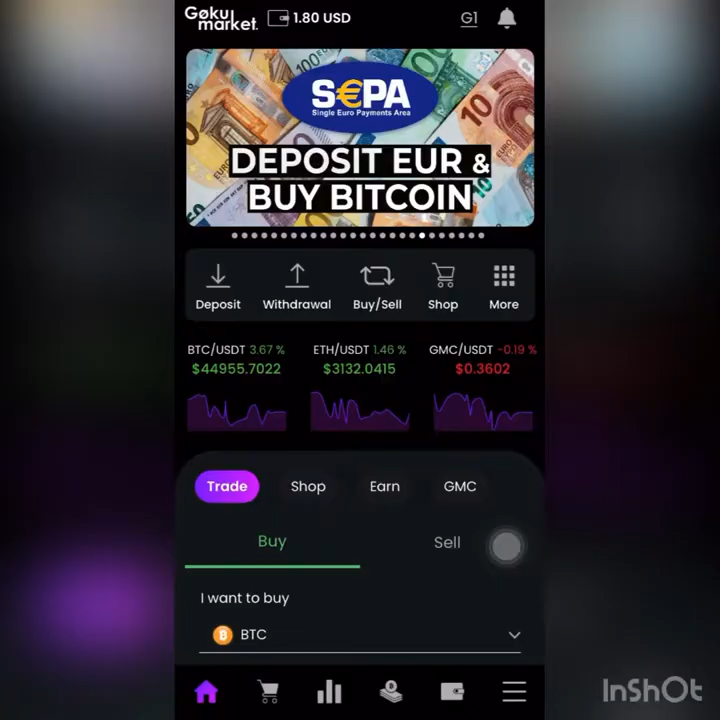 Gokumarket. 1.80 USD G1
S€PA
Single Euro Payments Area
DEPOSIT EUR &
BUY BITCOIN
Deposit Withdrawal Buy/Sell Shop More
BTC/USDT 3.67 % ETH/USDT 1.46 % GMC/USDT -0.19 %
$44955.7022 $3132.0415 $0.3602
Trade Shop Earn GMC
Buy Sell
I want to buy
BTC
InShOt